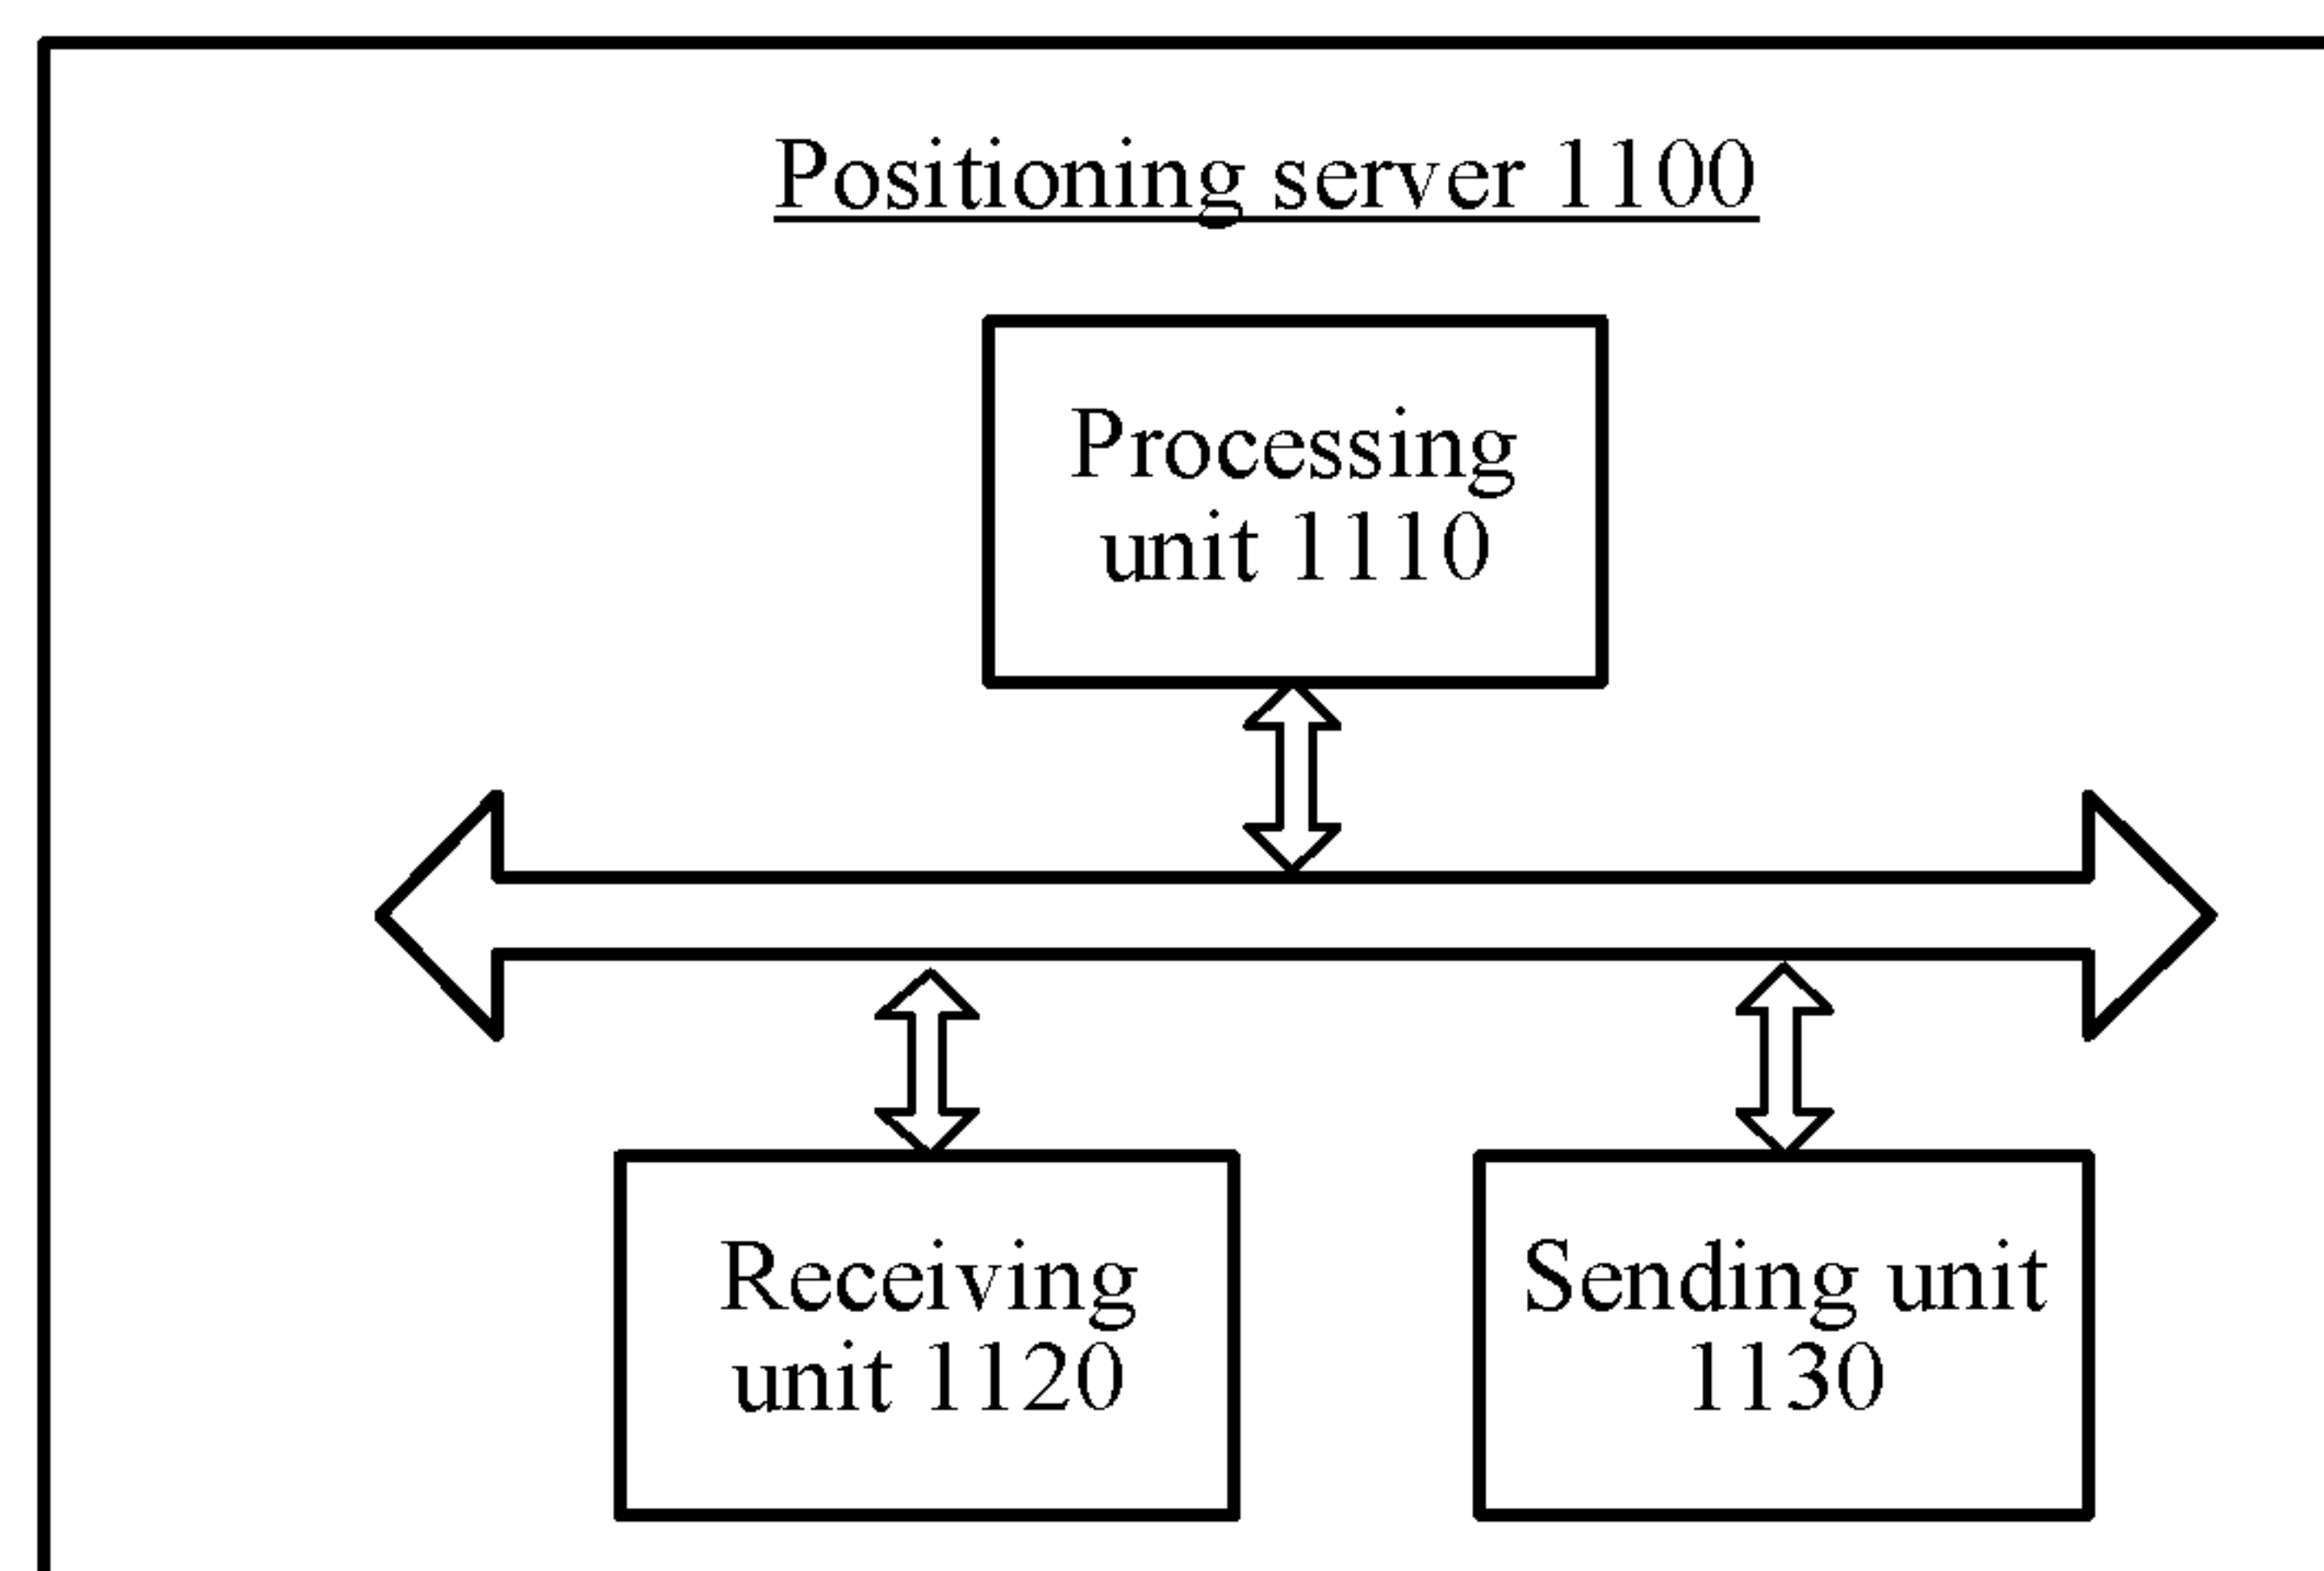 Positioning server 1100
Processing
unit 1110
Receiving
unit 1120
Sending unit
1130